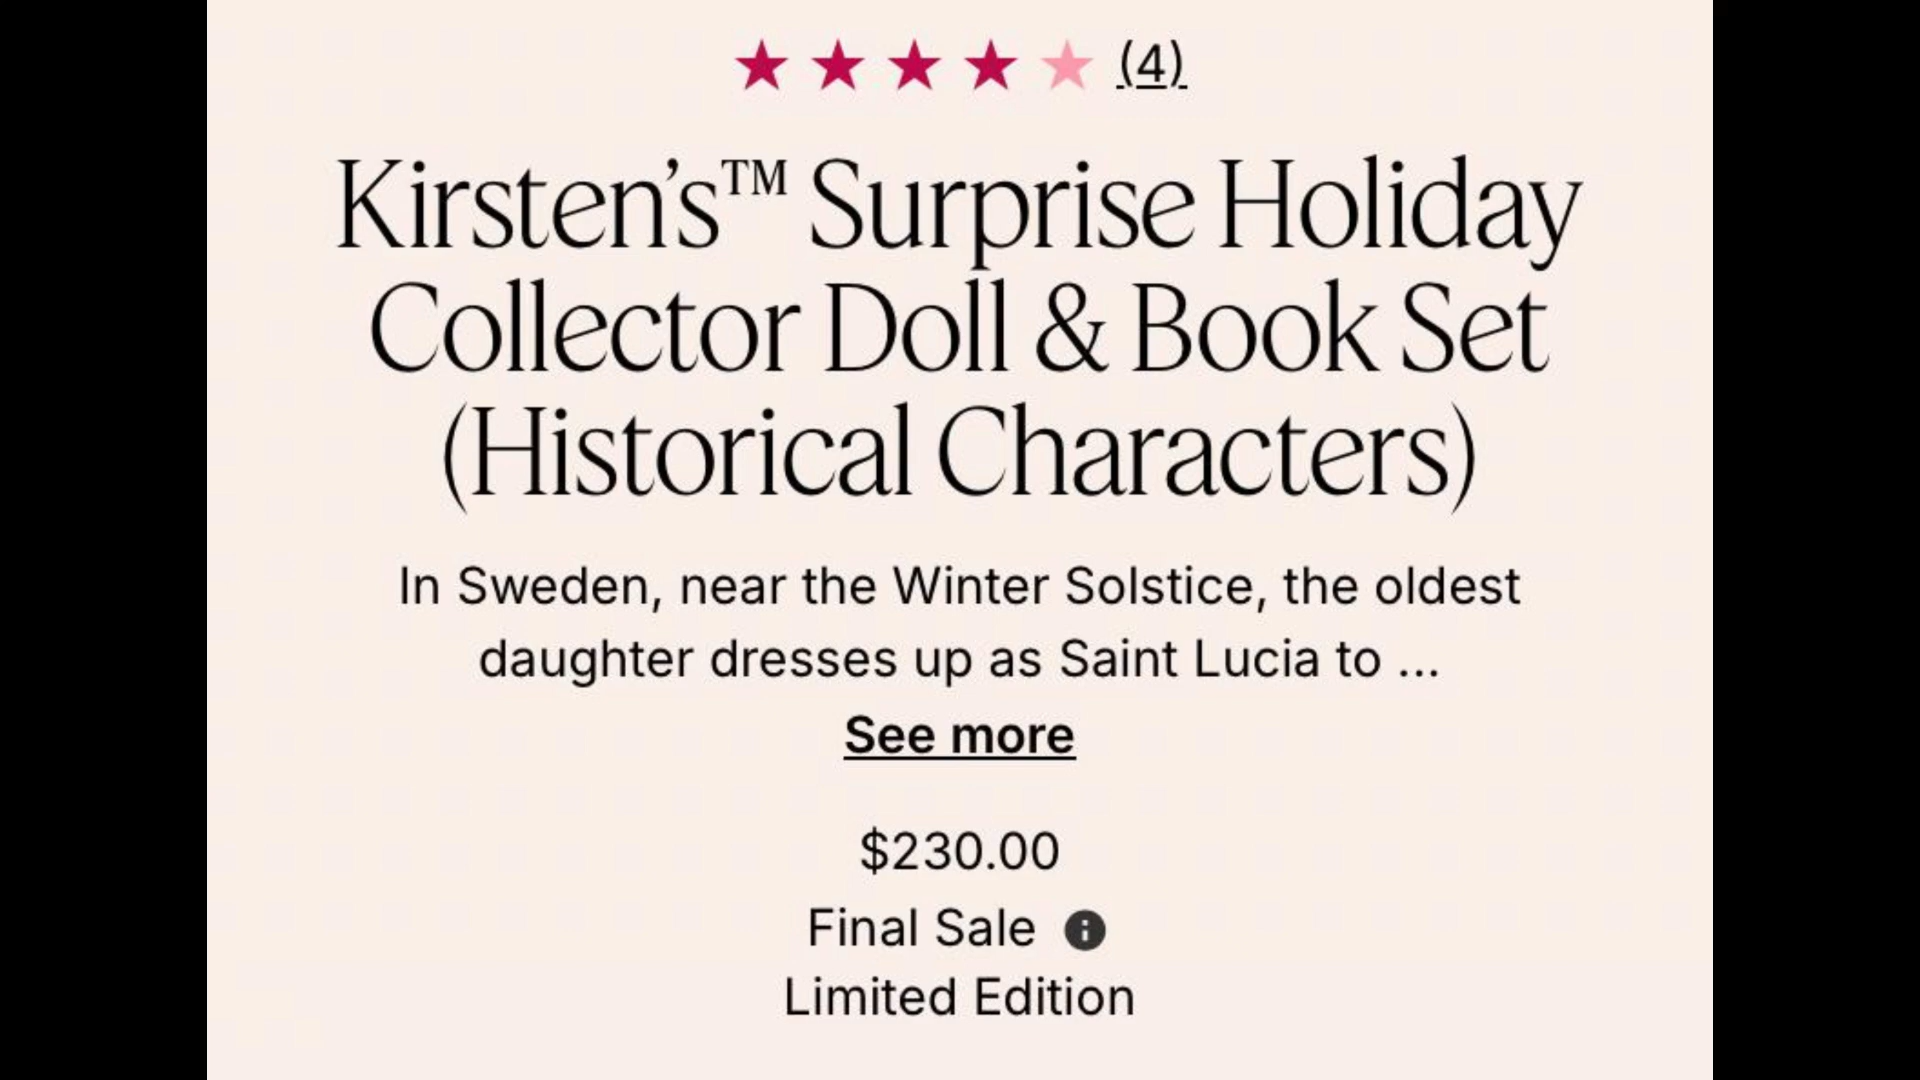 (4)
Kirsten’s™ Surprise Holiday
Collector Doll & Book Set
(Historical Characters)
In Sweden, near the Winter Solstice, the oldest
daughter dresses up as Saint Lucia to ...
See more
$230.00
Final Sale
Limited Edition